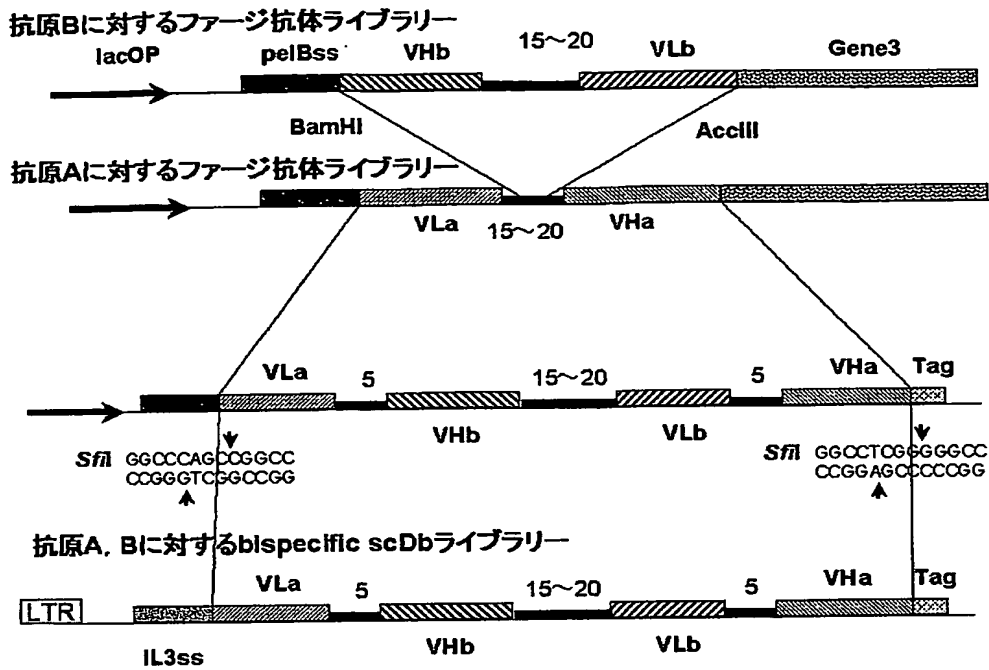 抗原Bに対するファージ抗体ライブラリー
lacOP pelBss VHb 15～20 VLb Gene3
BamHI AccIII
抗原Aに対するファージ抗体ライブラリー
VLa 15～20 VHa
VLa 5 15～20 5 VHa Tag
VHb VLb
SfiI GGCCCAGCCGGCC SfiI GGCCTCGGGGGCC
CCGGGTCGGCCGG CCGGAGCCCCCGG
抗原A, Bに対するbispecific scDbライブラリー
VLa 5 15～20 5 VHa Tag
LTR
VHb VLb
IL3ss